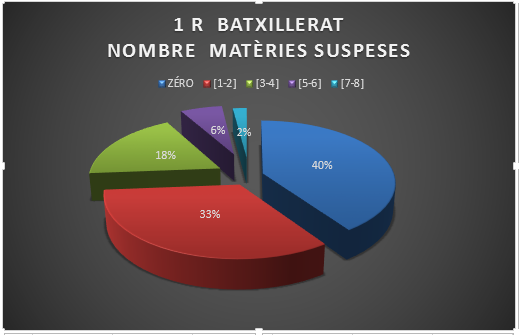 1 R BATXILLERAT
NOMBRE MATÈRIES SUSPESES
ZÉRO [1-2] [3-4] [5-6] [7-8]
6%
2%
18%
40%
33%